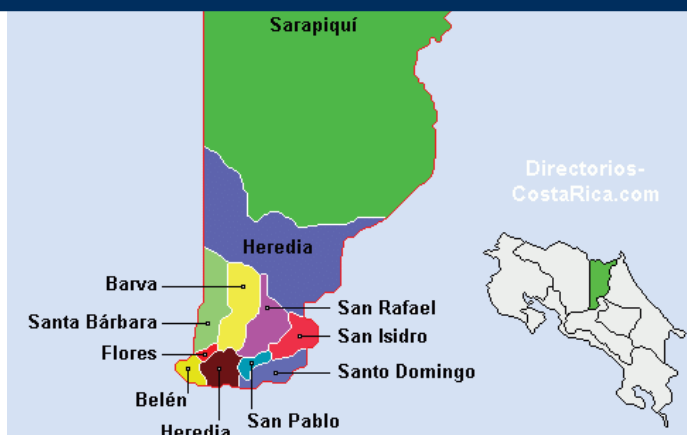 Sarapiquí
Directorios-
CostaRica.com
Heredia
Barva
San Rafael
Santa Bárbara
San Isidro
Flores
Santo Domingo
Belén
San Pablo
Heredia